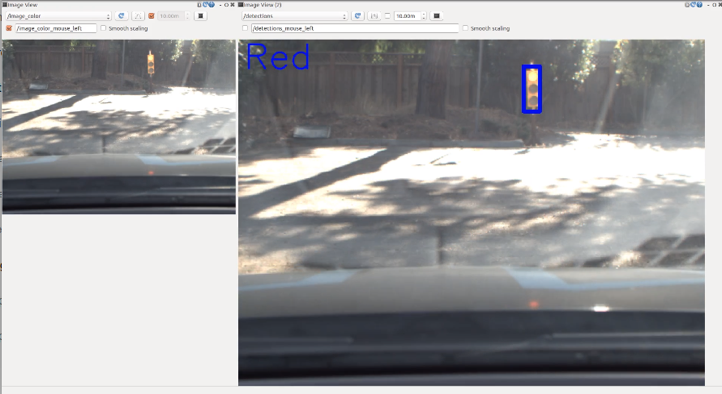 Image View
/image_color
10.00m
/image_color_mouse_left
Smooth scaling
Image View (2)
/detections
10.00m
/detections_mouse_left
Smooth scaling
Red